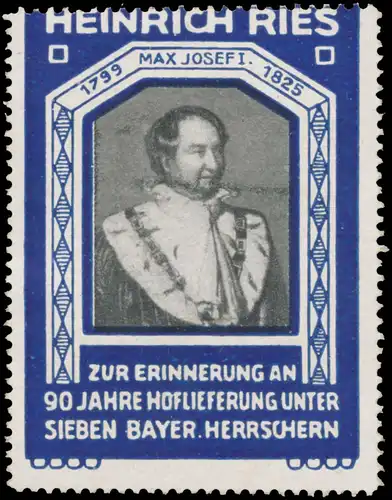 HEINRICH RIES
1799 MAX JOSEF I. 1825
ZUR ERINNERUNG AN
90 JAHRE HOFLIEFERUNG UNTER
SIEBEN BAYER. HERRSCHERN